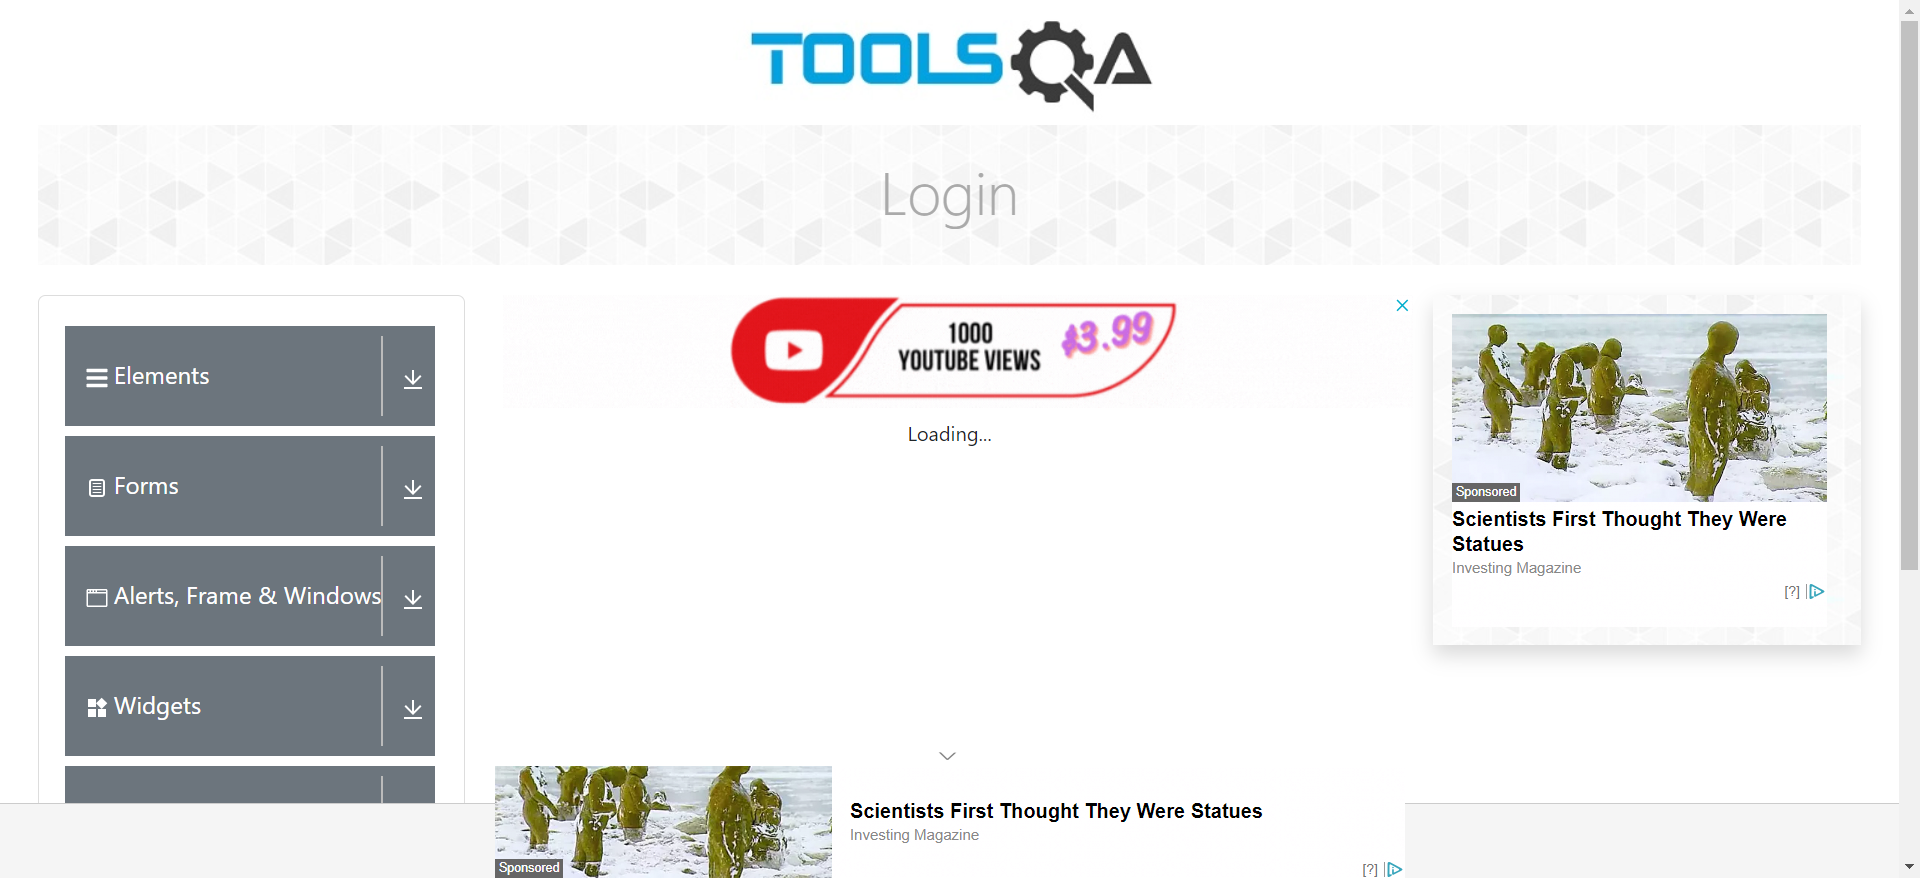 TOOLSQA
Login
Elements
Forms
Alerts, Frame & Windows
Widgets
1000
YOUTUBE VIEWS
$3.99
Loading...
Sponsored
Scientists First Thought They Were
Statues
Investing Magazine
[?]
Sponsored
Scientists First Thought They Were Statues
Investing Magazine
[?]